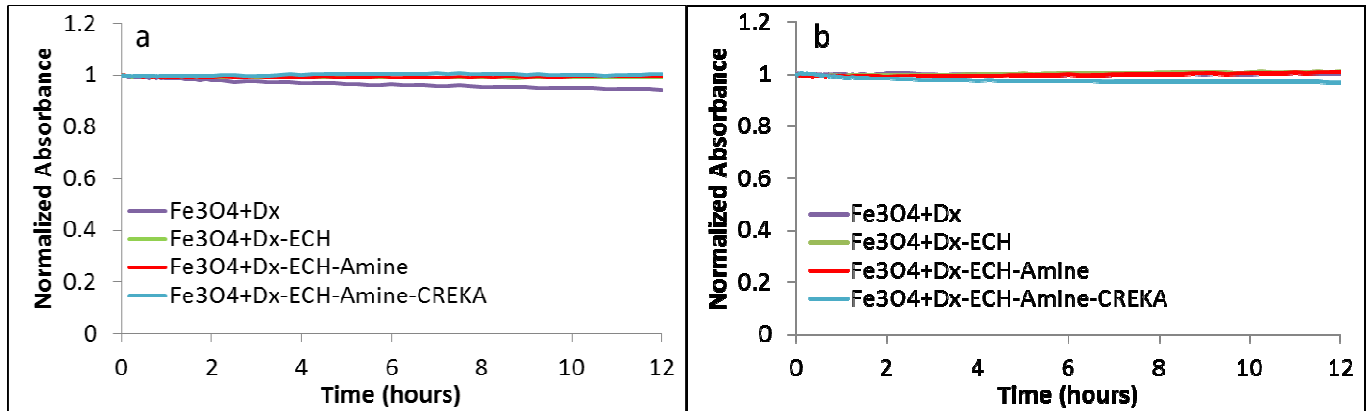 a
1.2
1
0.8
0.6
0.4
0.2
0
Normalized Absorbance
Fe3O4+Dx
Fe3O4+Dx-ECH
Fe3O4+Dx-ECH-Amine
Fe3O4+Dx-ECH-Amine-CREKA
0 2 4 6 8 10 12
Time (hours)
b
1.2
1
0.8
0.6
0.4
0.2
0
Normalized Absorbance
Fe3O4+Dx
Fe3O4+Dx-ECH
Fe3O4+Dx-ECH-Amine
Fe3O4+Dx-ECH-Amine-CREKA
0 2 4 6 8 10 12
Time (hours)